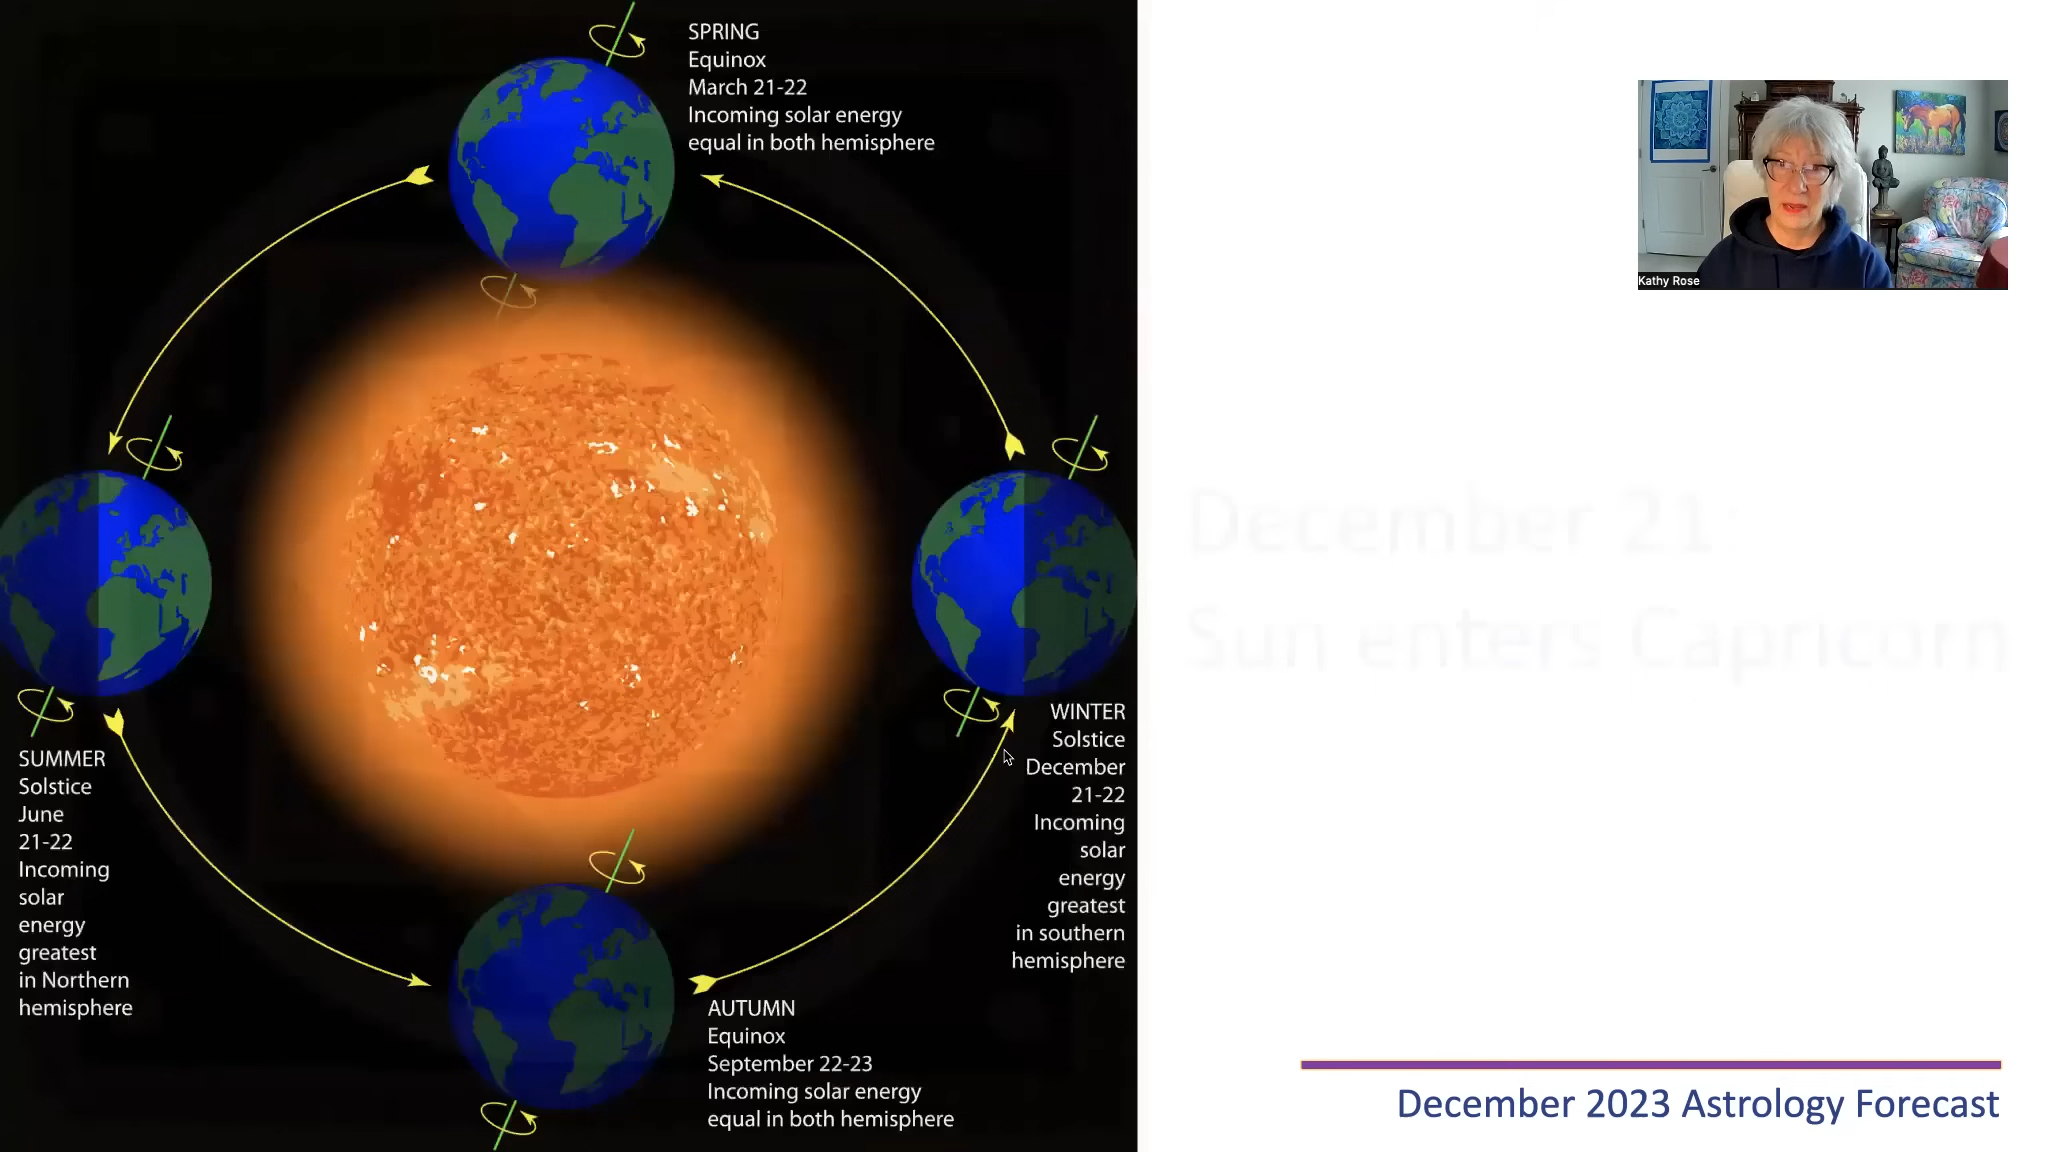 SPRING
Equinox
March 21-22
Incoming solar energy
equal in both hemisphere
Kathy Rose
December 21:
Sun enters Capricorn
WINTER
Solstice
December
21-22
Incoming
solar
energy
greatest
in southern
hemisphere
SUMMER
Solstice
June
21-22
Incoming
solar
energy
greatest
in Northern
hemisphere
AUTUMN
Equinox
September 22-23
Incoming solar energy
equal in both hemisphere
December 2023 Astrology Forecast